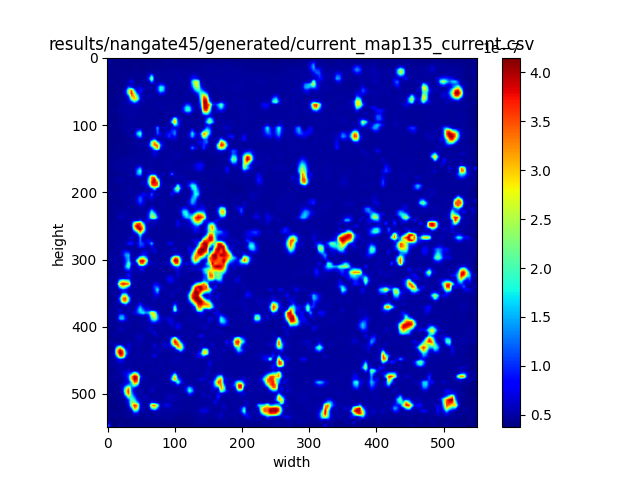 results/nangate45/generated/current_map135_current.csv
1e−7
0
100
200
300
400
500
height
0 100 200 300 400 500
width
4.0
3.5
3.0
2.5
2.0
1.5
1.0
0.5